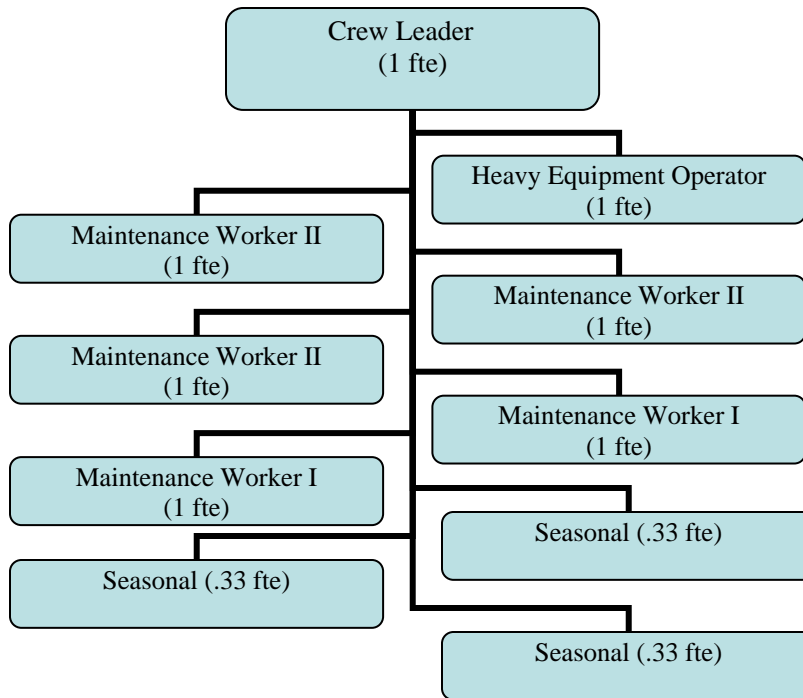 Crew Leader
(1 fte)
Heavy Equipment Operator
(1 fte)
Maintenance Worker II
(1 fte)
Maintenance Worker II
(1 fte)
Maintenance Worker II
(1 fte)
Maintenance Worker I
(1 fte)
Maintenance Worker I
(1 fte)
Seasonal (.33 fte)
Seasonal (.33 fte)
Seasonal (.33 fte)